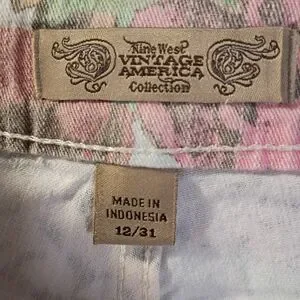 Nine West
VINTAGE
AMERICA
Collection
MADE IN
INDONESIA
12/31